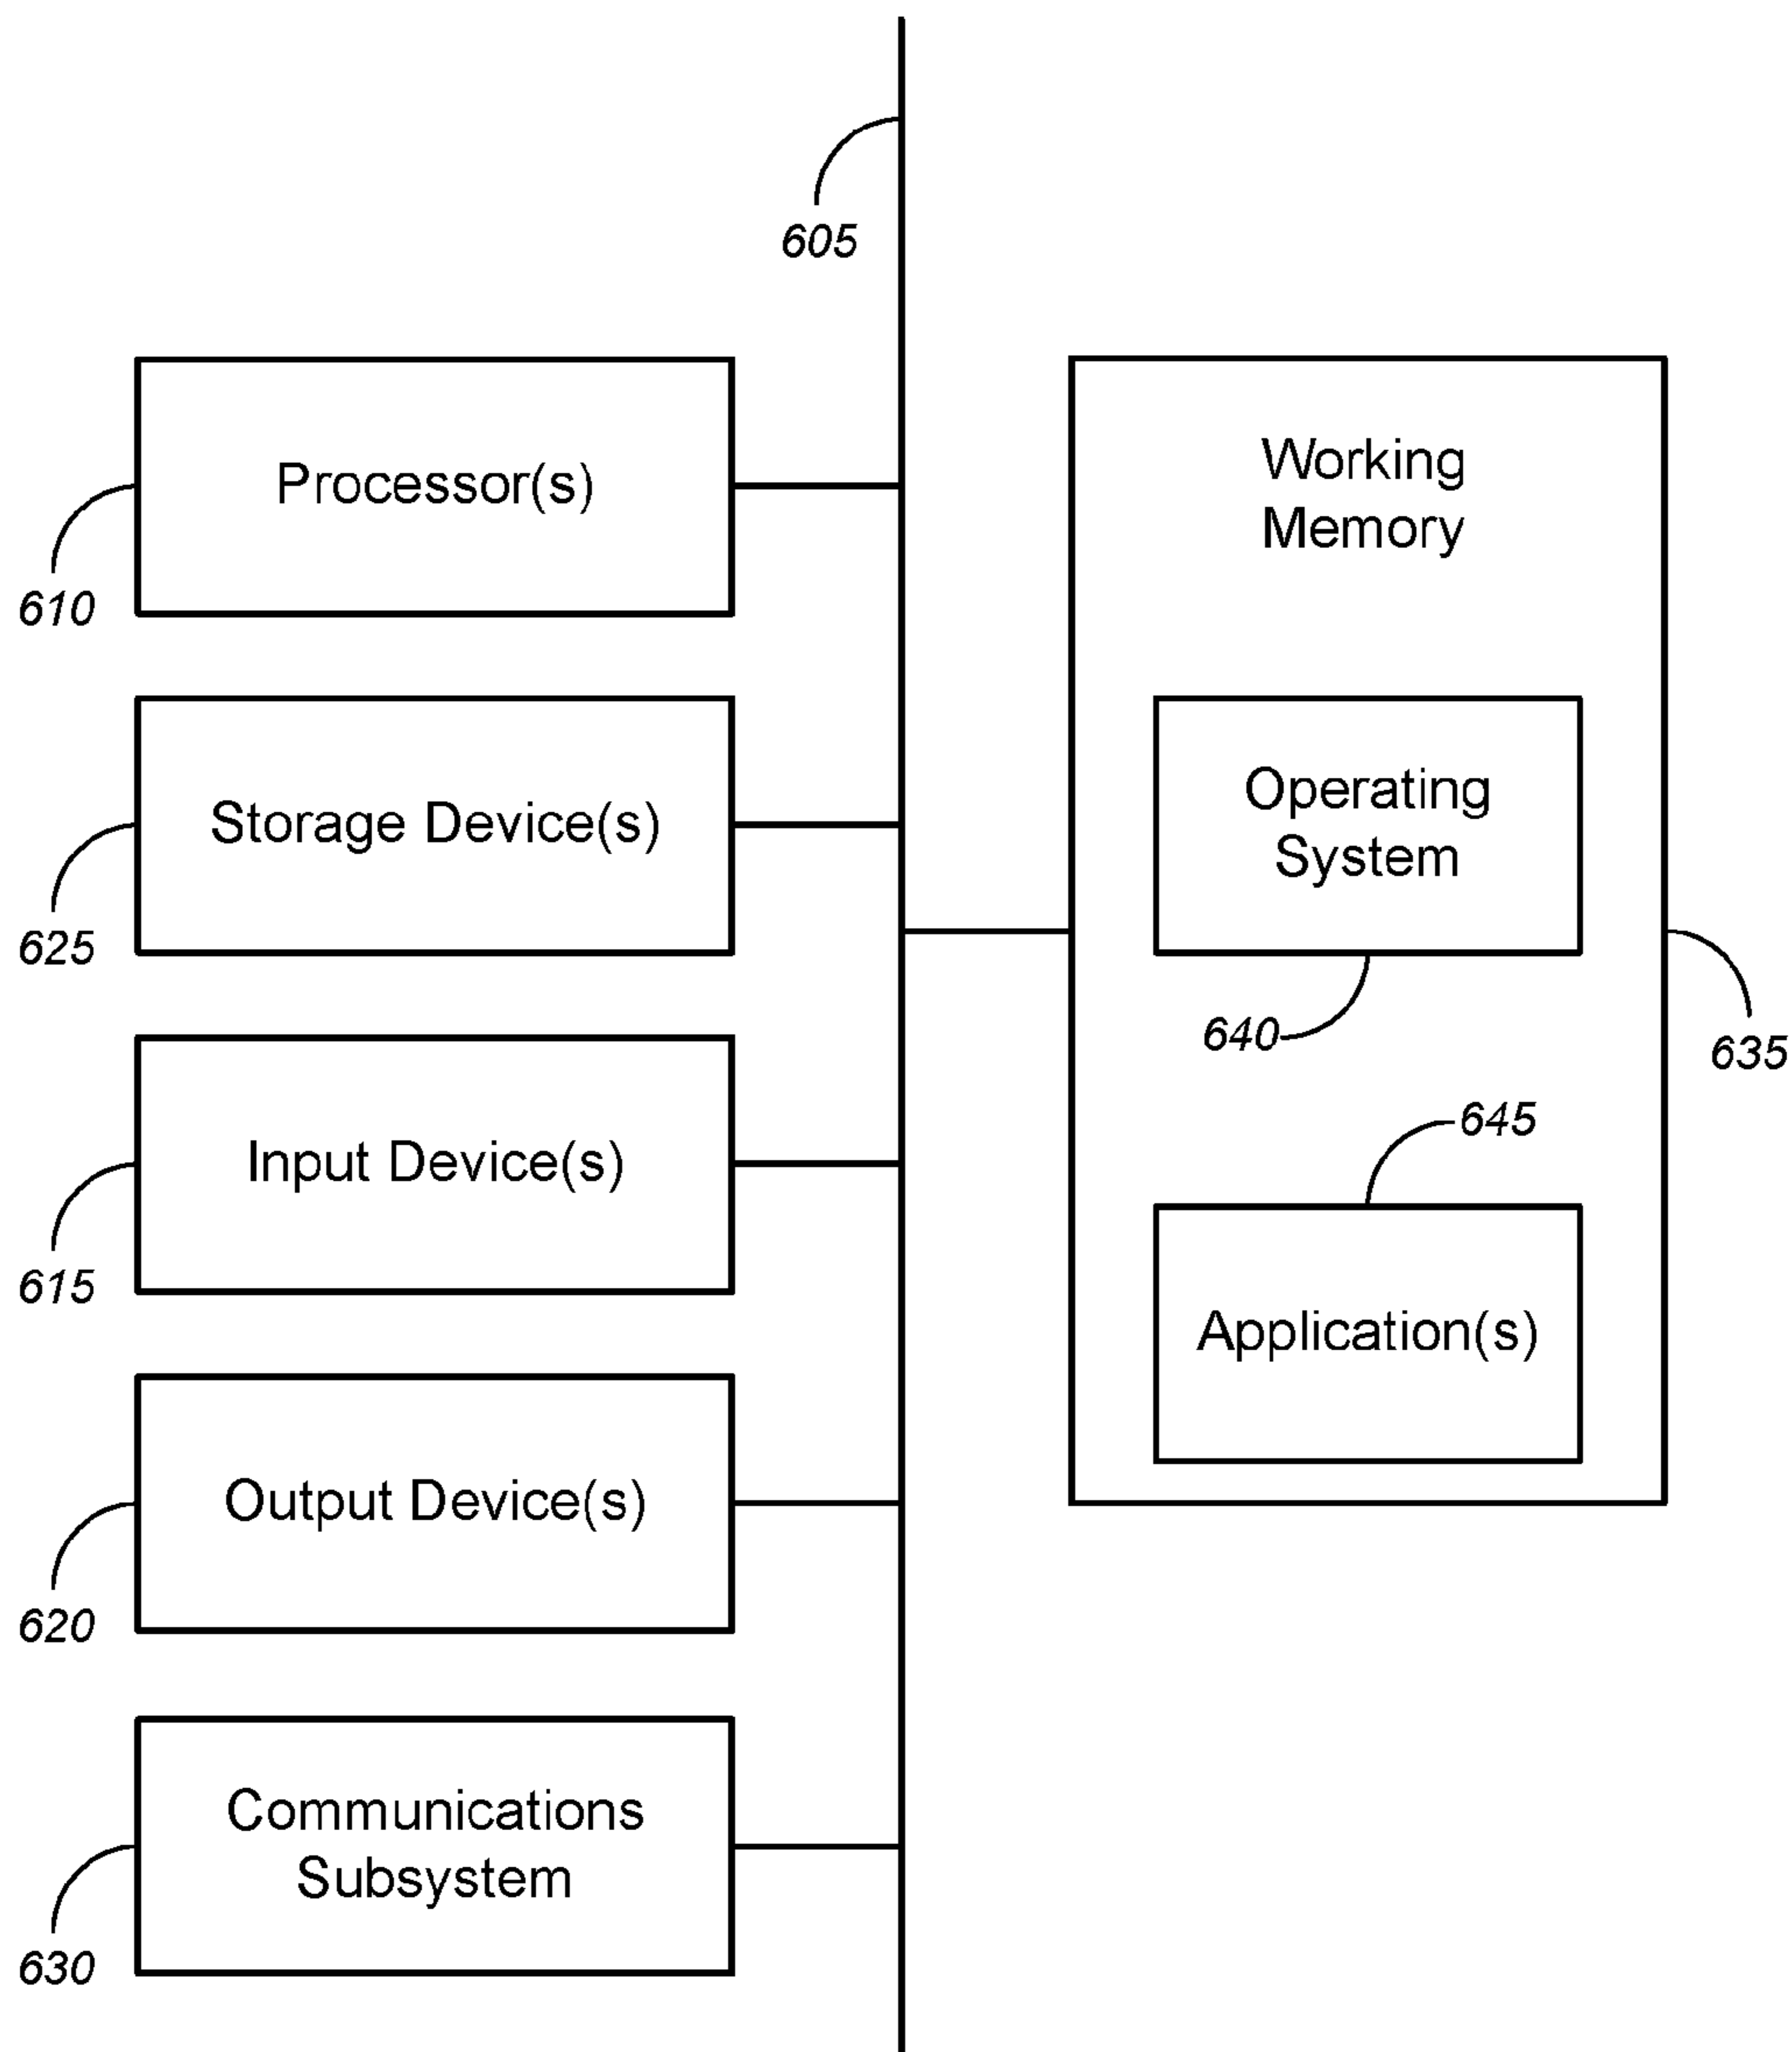 605
Processor(s)
610
Storage Device(s)
625
Input Device(s)
615
Output Device(s)
620
Communications
Subsystem
630
Working
Memory
Operating
System
640
635
645
Application(s)